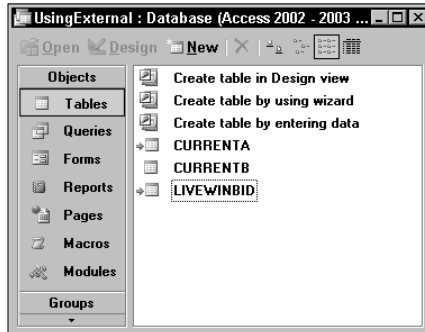 UsingExternal : Database (Access 2002 - 2003 ...
Open Design New
Objects
Tables
Queries
Forms
Reports
Pages
Macros
Modules
Groups
Create table in Design view
Create table by using wizard
Create table by entering data
CURRENTA
CURRENTB
LIVEWINBID